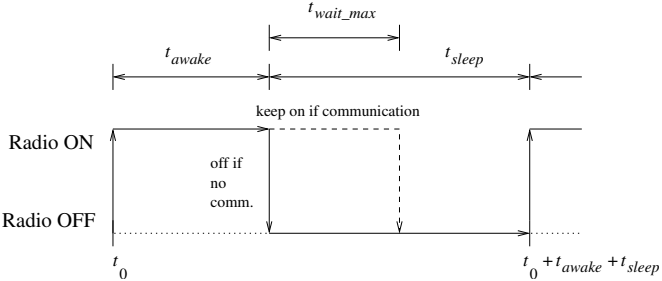 t_wait_max
t_awake
t_sleep
keep on if communication
Radio ON
off if
no
comm.
Radio OFF
t_0
t_0 + t_awake + t_sleep